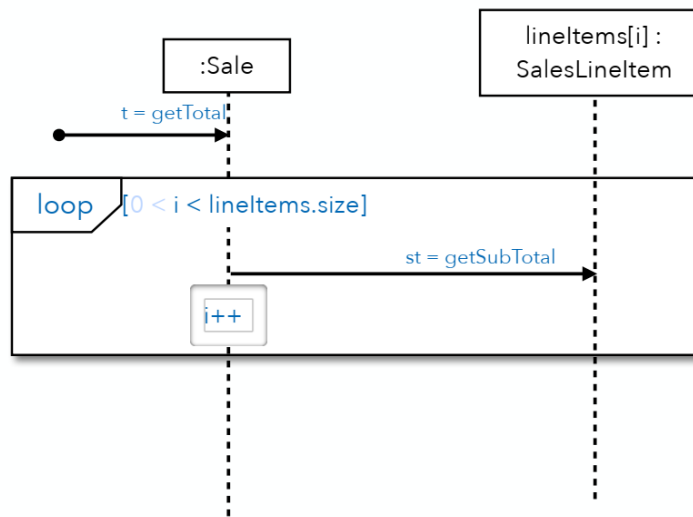 lineItems[i] :
SalesLineItem
:Sale
t = getTotal
loop [0 < i < lineItems.size]
st = getSubTotal
i++